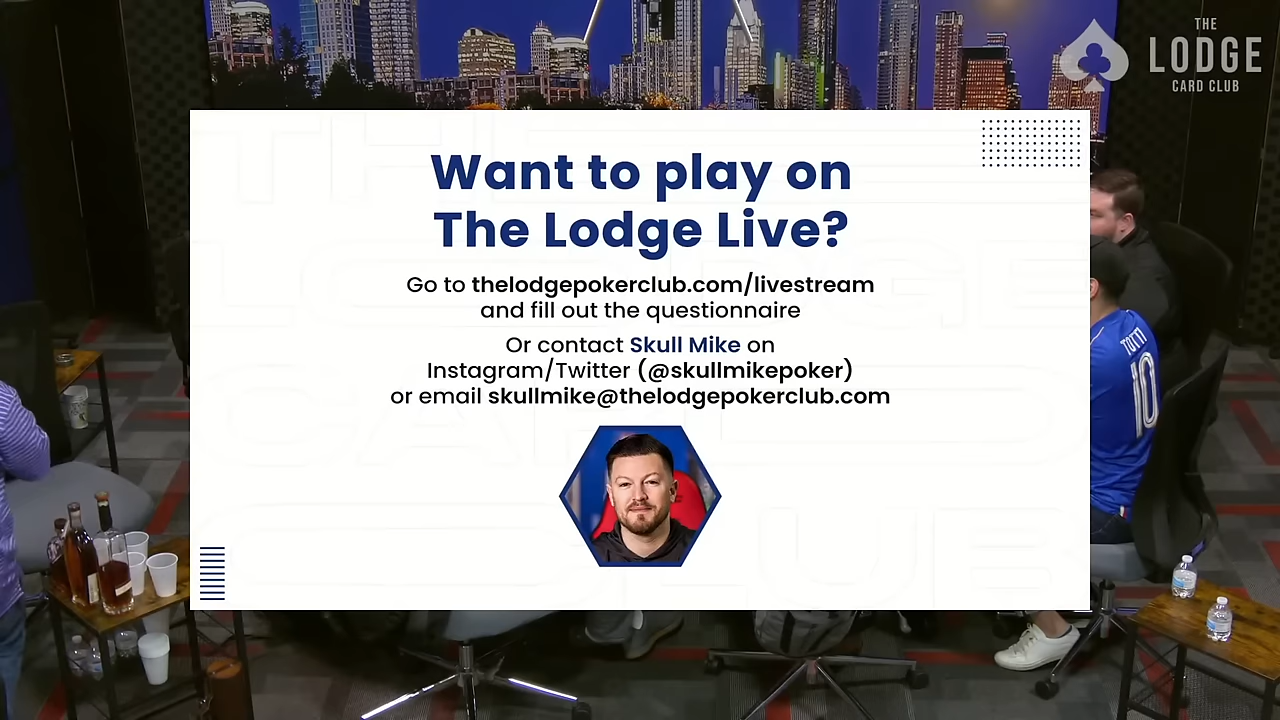 THE
LODGE
CARD CLUB
Want to play on
The Lodge Live?
Go to thelodgepokerclub.com/livestream
and fill out the questionnaire
Or contact Skull Mike on
Instagram/Twitter (@skullmikepoker)
or email skullmike@thelodgepokerclub.com
TOTTI
10